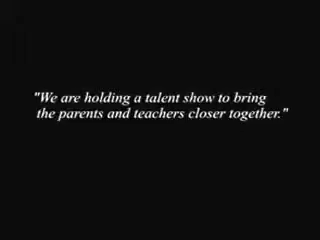 "We are holding a talent show to bring
the parents and teachers closer together."